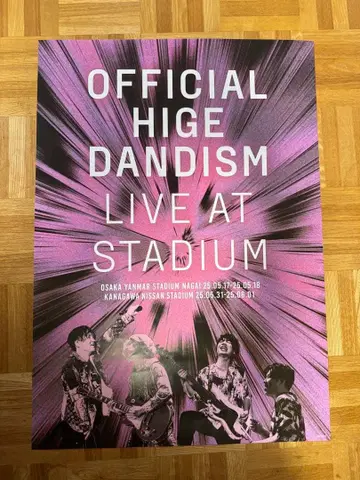 OFFICIAL
HIGE
DANDISM
LIVE AT
STADIUM
OSAKA YANMAR STADIUM NAGAI 25.05.17-25.05.18
KANAGAWA NISSAN STADIUM 25.05.31-25.06.01